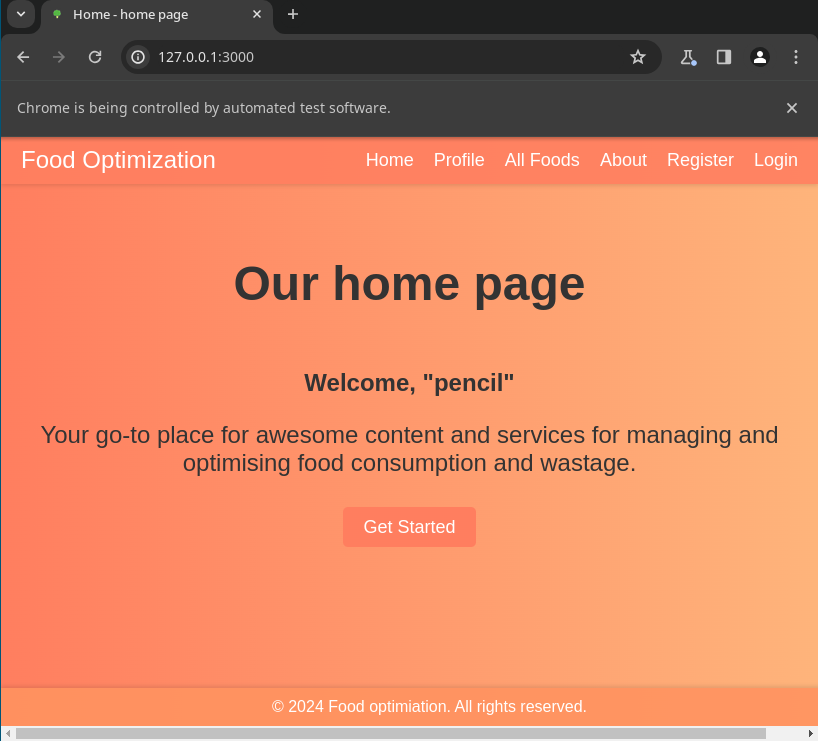 Home - home page
127.0.0.1:3000
Chrome is being controlled by automated test software.
Food Optimization Home Profile All Foods About Register Login
Our home page
Welcome, "pencil"
Your go-to place for awesome content and services for managing and
optimising food consumption and wastage.
Get Started
© 2024 Food optimiation. All rights reserved.